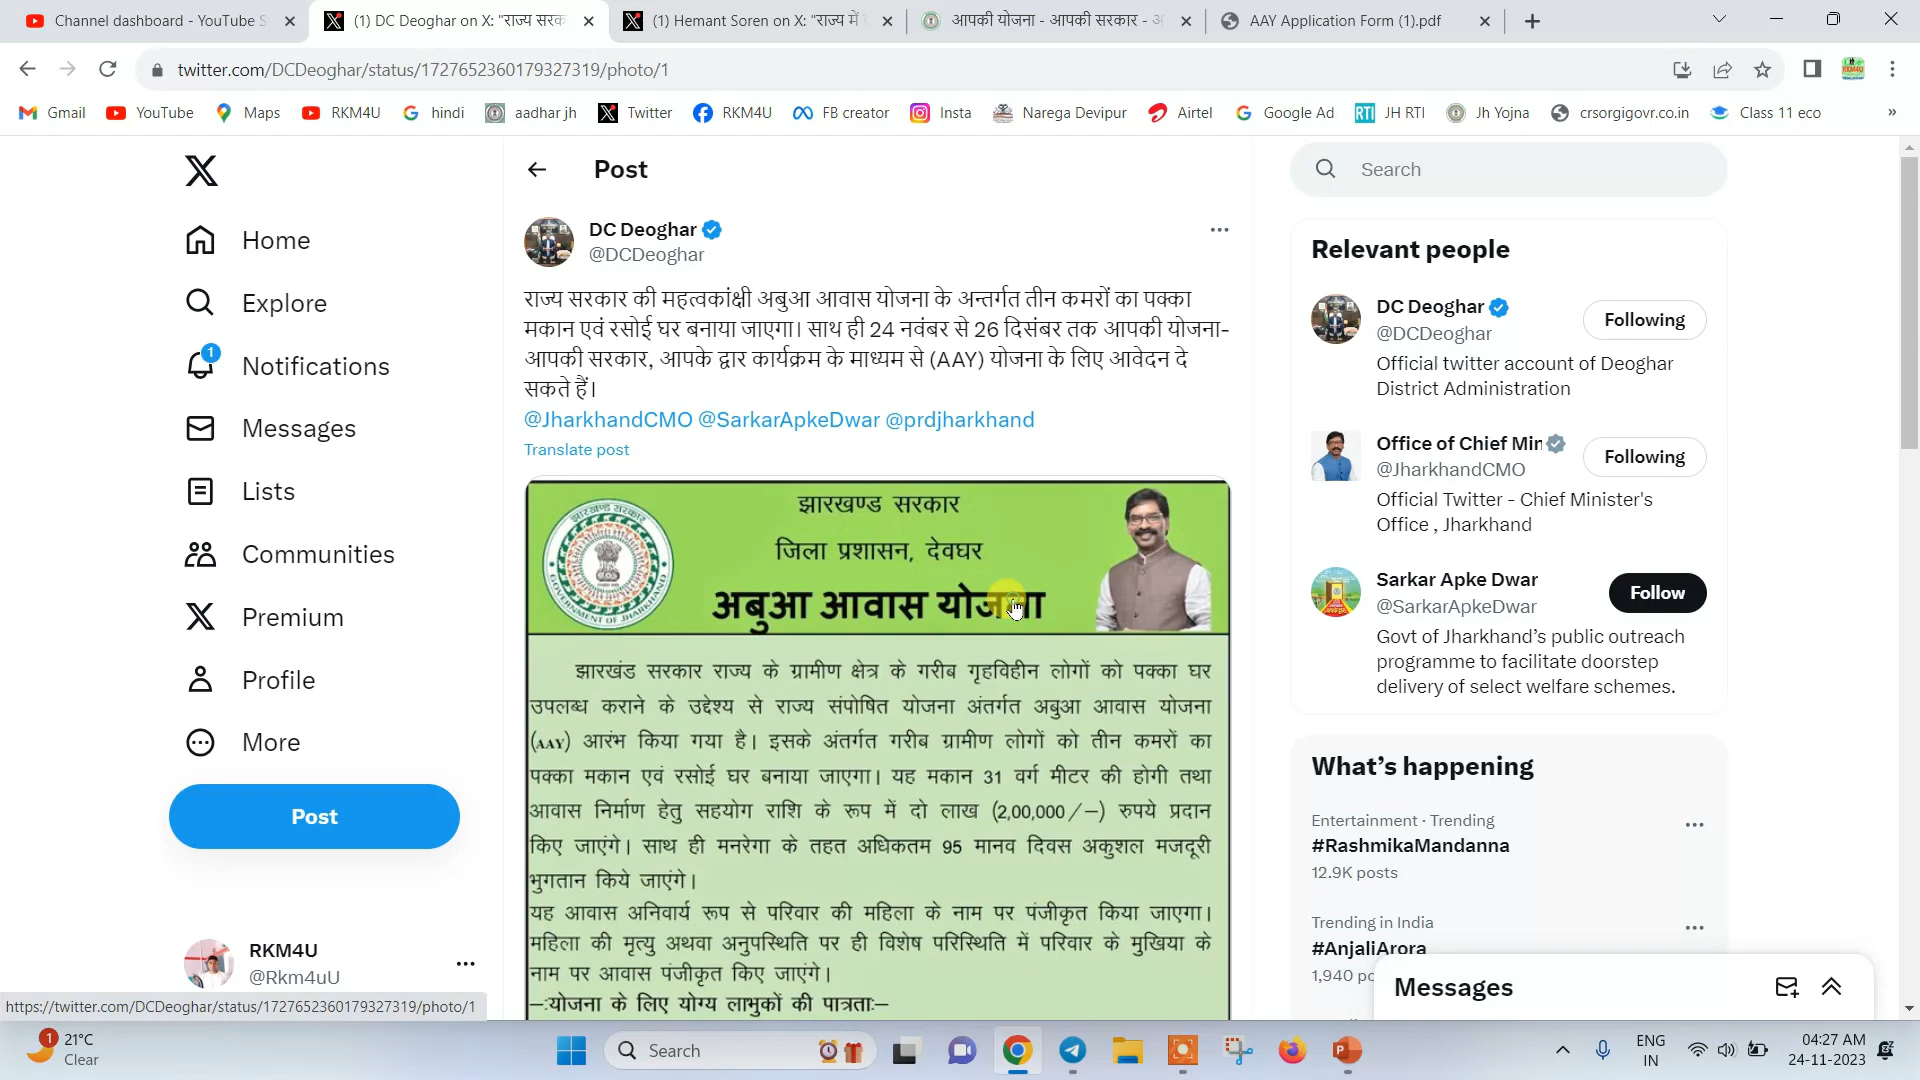 Channel dashboard - YouTube S
(1) DC Deoghar on X: "राज्य सरक
(1) Hemant Soren on X: "राज्य में
आपकी योजना - आपकी सरकार -
AAY Application Form (1).pdf
twitter.com/DCDeoghar/status/1727652360179327319/photo/1
Gmail YouTube Maps RKM4U hindi aadhar jh Twitter RKM4U FB creator Insta Narega Devipur Airtel Google Ad JH RTI Jh Yojna crsorgigovr.co.in Class 11 eco »
Home
Explore
1
Notifications
Messages
Lists
Communities
Premium
Profile
More
Post
RKM4U
@Rkm4uU
Post
DC Deoghar
@DCDeoghar
राज्य सरकार की महत्वकांक्षी अबुआ आवास योजना के अन्तर्गत तीन कमरों का पक्का
मकान एवं रसोई घर बनाया जाएगा। साथ ही 24 नवंबर से 26 दिसंबर तक आपकी योजना-
आपकी सरकार, आपके द्वार कार्यक्रम के माध्यम से (AAY) योजना के लिए आवेदन दे
सकते हैं।
@JharkhandCMO @SarkarApkeDwar @prdjharkhand
Translate post
झारखण्ड सरकार
GOVERNMENT OF JHARKHAND
झारखण्ड सरकार
जिला प्रशासन, देवघर
अबुआ आवास योजना
झारखंड सरकार राज्य के ग्रामीण क्षेत्र के गरीब गृहविहीन लोगों को पक्का घर
उपलब्ध कराने के उद्देश्य से राज्य संपोषित योजना अंतर्गत अबुआ आवास योजना
(AAY) आरंभ किया गया है। इसके अंतर्गत गरीब ग्रामीण लोगों को तीन कमरों का
पक्का मकान एवं रसोई घर बनाया जाएगा। यह मकान 31 वर्ग मीटर की होगी तथा
आवास निर्माण हेतु सहयोग राशि के रूप में दो लाख (2,00,000/–) रुपये प्रदान
किए जाएंगे। साथ ही मनरेगा के तहत अधिकतम 95 मानव दिवस अकुशल मजदूरी
भुगतान किये जाएंगे।
यह आवास अनिवार्य रूप से परिवार की महिला के नाम पर पंजीकृत किया जाएगा।
महिला की मृत्यु अथवा अनुपस्थिति पर ही विशेष परिस्थिति में परिवार के मुखिया के
नाम पर आवास पंजीकृत किए जाएंगे।
–:योजना के लिए योग्य लाभुकों की पात्रता:–
Search
Relevant people
DC Deoghar
@DCDeoghar
Following
Official twitter account of Deoghar
District Administration
Office of Chief Min
@JharkhandCMO
Following
Official Twitter - Chief Minister's
Office , Jharkhand
Sarkar Apke Dwar
@SarkarApkeDwar
Follow
Govt of Jharkhand’s public outreach
programme to facilitate doorstep
delivery of select welfare schemes.
What’s happening
Entertainment · Trending
#RashmikaMandanna
12.9K posts
Trending in India
#AnjaliArora
1,940 po
Messages
https://twitter.com/DCDeoghar/status/1727652360179327319/photo/1
1
21°C
Clear
Search
ENG
IN
04:27 AM
24-11-2023